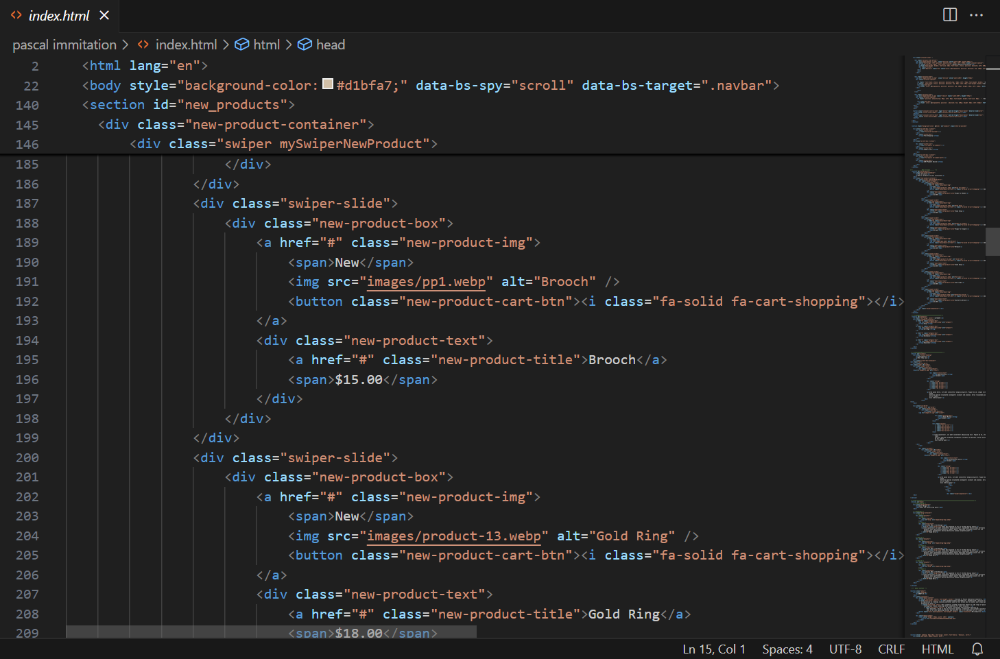 index.html
pascal immitation > index.html > html > head
2 <html lang="en">
22 <body style="background-color: #d1bfa7;" data-bs-spy="scroll" data-bs-target=".navbar">
140 <section id="new_products">
145 <div class="new-product-container">
146 <div class="swiper mySwiperNewProduct">
185 </div>
186 </div>
187 <div class="swiper-slide">
188 <div class="new-product-box">
189 <a href="#" class="new-product-img">
190 <span>New</span>
191 <img src="images/pp1.webp" alt="Brooch" />
192 <button class="new-product-cart-btn"><i class="fa-solid fa-cart-shopping"></i>
193 </a>
194 <div class="new-product-text">
195 <a href="#" class="new-product-title">Brooch</a>
196 <span>$15.00</span>
197 </div>
198 </div>
199 </div>
200 <div class="swiper-slide">
201 <div class="new-product-box">
202 <a href="#" class="new-product-img">
203 <span>New</span>
204 <img src="images/product-13.webp" alt="Gold Ring" />
205 <button class="new-product-cart-btn"><i class="fa-solid fa-cart-shopping"></i>
206 </a>
207 <div class="new-product-text">
208 <a href="#" class="new-product-title">Gold Ring</a>
209 <span>$18.00</span>
Ln 15, Col 1 Spaces: 4 UTF-8 CRLF HTML